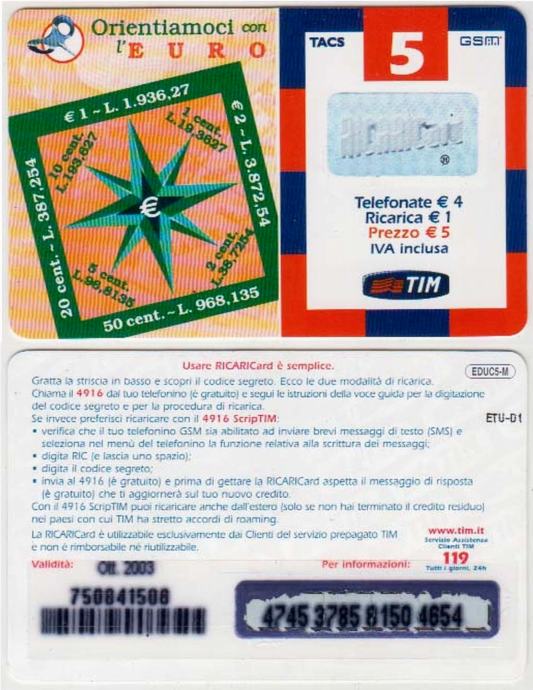 Orientiamoci con
l'EURO
€ 1 ~ L. 1.936,27
€ 2 ~ L. 3.872,54
50 cent. ~ L. 968,135
20 cent. ~ L. 387,254
10 cent.
L. 193,627
1 cent.
L. 19,3627
5 cent.
L. 96,8135
2 cent.
L. 38,7254
€
TACS
5
GSM
RICARICard
®
Telefonate € 4
Ricarica € 1
Prezzo € 5
IVA inclusa
TIM
Usare RICARICard è semplice.
EDUC5-M
Gratta la striscia in basso e scopri il codice segreto. Ecco le due modalità di ricarica.
Chiama il 4916 dal tuo telefonino (è gratuito) e segui le istruzioni della voce guida per la digitazione
del codice segreto e per la procedura di ricarica.
Se invece preferisci ricaricare con il 4916 ScripTIM:
ETU-01
• verifica che il tuo telefonino GSM sia abilitato ad inviare brevi messaggi di testo (SMS) e
seleziona nel menù del telefonino la funzione relativa alla scrittura dei messaggi;
• digita RIC (e lascia uno spazio);
• digita il codice segreto;
• invia al 4916 (è gratuito) e prima di gettare la RICARICard aspetta il messaggio di risposta
(è gratuito) che ti aggiornerà sul tuo nuovo credito.
Con il 4916 ScripTIM puoi ricaricare anche dall'estero (solo se non hai terminato il credito residuo)
nei paesi con cui TIM ha stretto accordi di roaming.
La RICARICard è utilizzabile esclusivamente dai Clienti del servizio prepagato TIM
e non è rimborsabile né riutilizzabile.
www.tim.it
Servizio Assistenza
Clienti TIM
119
Tutti i giorni, 24h
Validità:
Ott. 2003
Per informazioni:
750841506
4745 3785 8150 4654